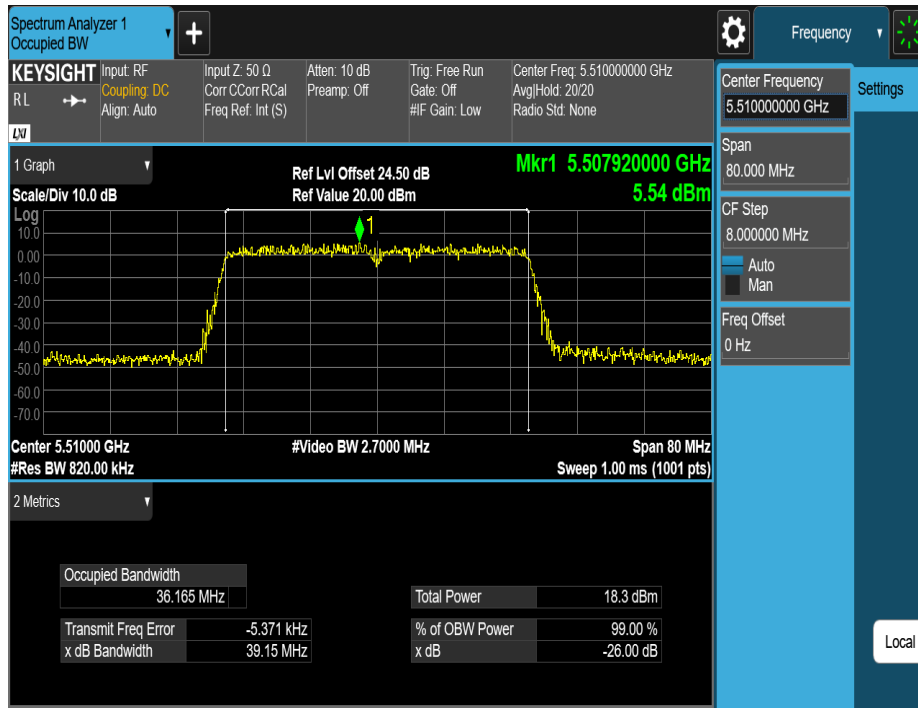 Spectrum Analyzer 1
Occupied BW
+
Frequency
KEYSIGHT
R L
LXI
Input: RF
Coupling: DC
Align: Auto
Input Z: 50 Ω
Corr CCorr RCal
Freq Ref: Int (S)
Atten: 10 dB
Preamp: Off
Trig: Free Run
Gate: Off
#IF Gain: Low
Center Freq: 5.510000000 GHz
Avg|Hold: 20/20
Radio Std: None
Center Frequency
5.510000000 GHz
Settings
Span
80.000 MHz
CF Step
8.000000 MHz
Auto
Man
Freq Offset
0 Hz
Local
1 Graph
Scale/Div 10.0 dB
Ref Lvl Offset 24.50 dB
Ref Value 20.00 dBm
Mkr1 5.507920000 GHz
5.54 dBm
Log
1
10.0
0.00
-10.0
-20.0
-30.0
-40.0
-50.0
-60.0
-70.0
Center 5.51000 GHz
#Video BW 2.7000 MHz
Span 80 MHz
#Res BW 820.00 kHz
Sweep 1.00 ms (1001 pts)
2 Metrics
Occupied Bandwidth
36.165 MHz
Total Power 18.3 dBm
Transmit Freq Error -5.371 kHz
% of OBW Power 99.00 %
x dB Bandwidth 39.15 MHz
x dB -26.00 dB